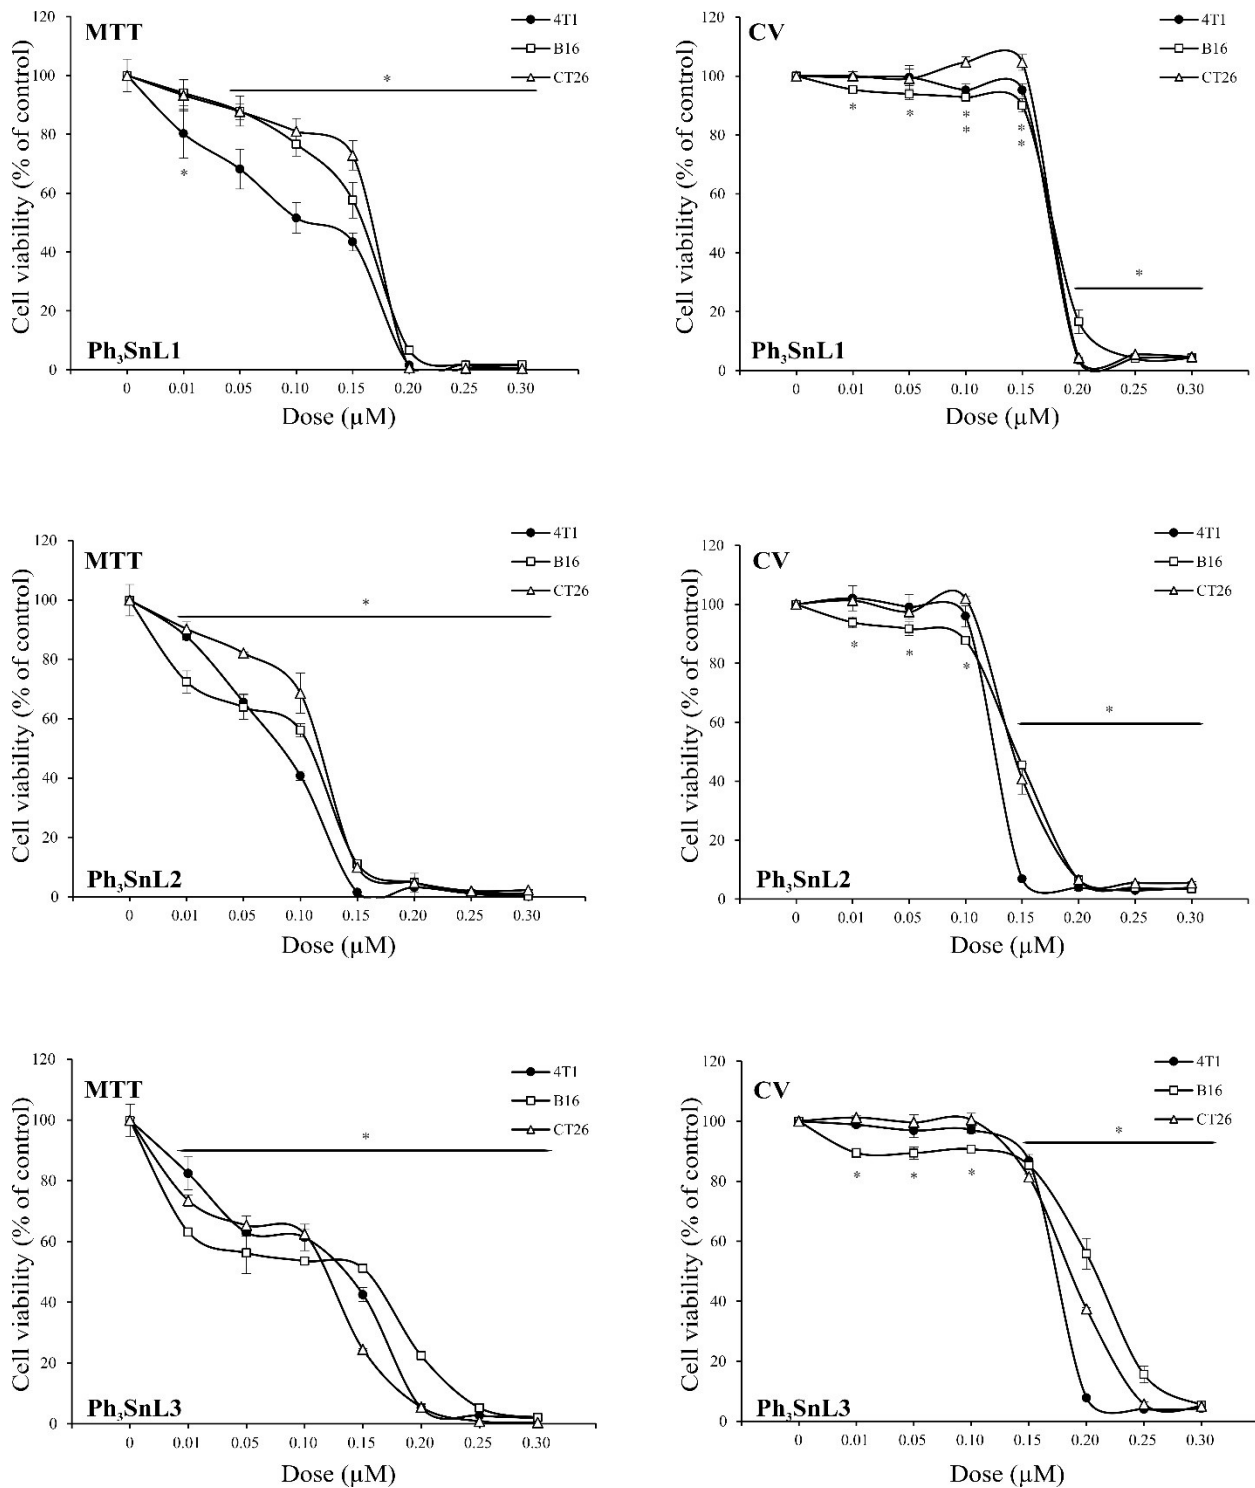 MTT
4T1
B16
CT26
*
*
Cell viability (% of control)
120
100
80
60
40
20
0
Ph₃SnL1
0 0.01 0.05 0.10 0.15 0.20 0.25 0.30
Dose (µM)
CV
4T1
B16
CT26
* * * *
* *
*
Cell viability (% of control)
120
100
80
60
40
20
0
Ph₃SnL1
0 0.01 0.05 0.10 0.15 0.20 0.25 0.30
Dose (µM)
MTT
4T1
B16
CT26
*
Cell viability (% of control)
120
100
80
60
40
20
0
Ph₃SnL2
0 0.01 0.05 0.10 0.15 0.20 0.25 0.30
Dose (µM)
CV
4T1
B16
CT26
* * *
*
Cell viability (% of control)
120
100
80
60
40
20
0
Ph₃SnL2
0 0.01 0.05 0.10 0.15 0.20 0.25 0.30
Dose (µM)
MTT
4T1
B16
CT26
*
Cell viability (% of control)
120
100
80
60
40
20
0
Ph₃SnL3
0 0.01 0.05 0.10 0.15 0.20 0.25 0.30
Dose (µM)
CV
4T1
B16
CT26
*
* * *
Cell viability (% of control)
120
100
80
60
40
20
0
Ph₃SnL3
0 0.01 0.05 0.10 0.15 0.20 0.25 0.30
Dose (µM)